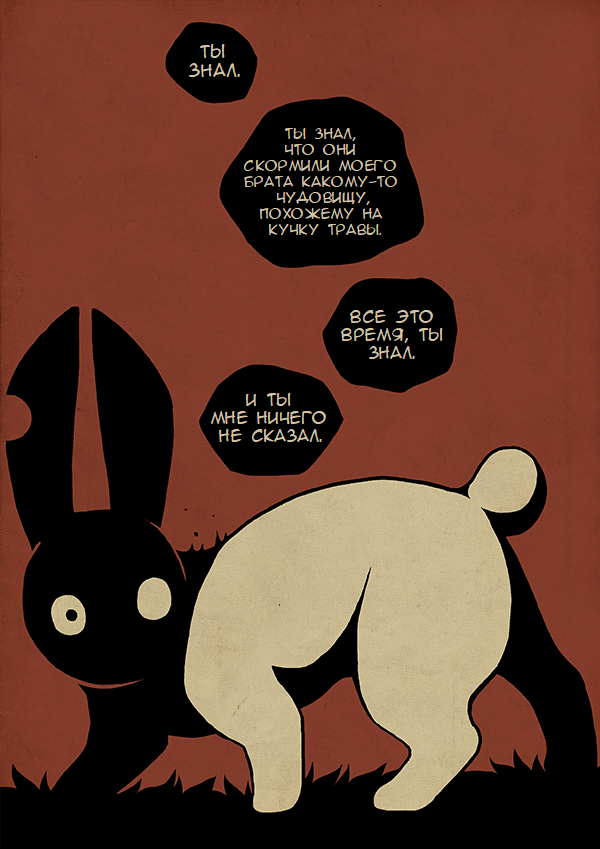 ТЫ
ЗНАЛ.
ТЫ ЗНАЛ,
ЧТО ОНИ
СКОРМИЛИ МОЕГО
БРАТА КАКОМУ-ТО
ЧУДОВИЩУ,
ПОХОЖЕМУ НА
КУЧКУ ТРАВЫ.
ВСЕ ЭТО
ВРЕМЯ, ТЫ
ЗНАЛ.
И ТЫ
МНЕ НИЧЕГО
НЕ СКАЗАЛ.